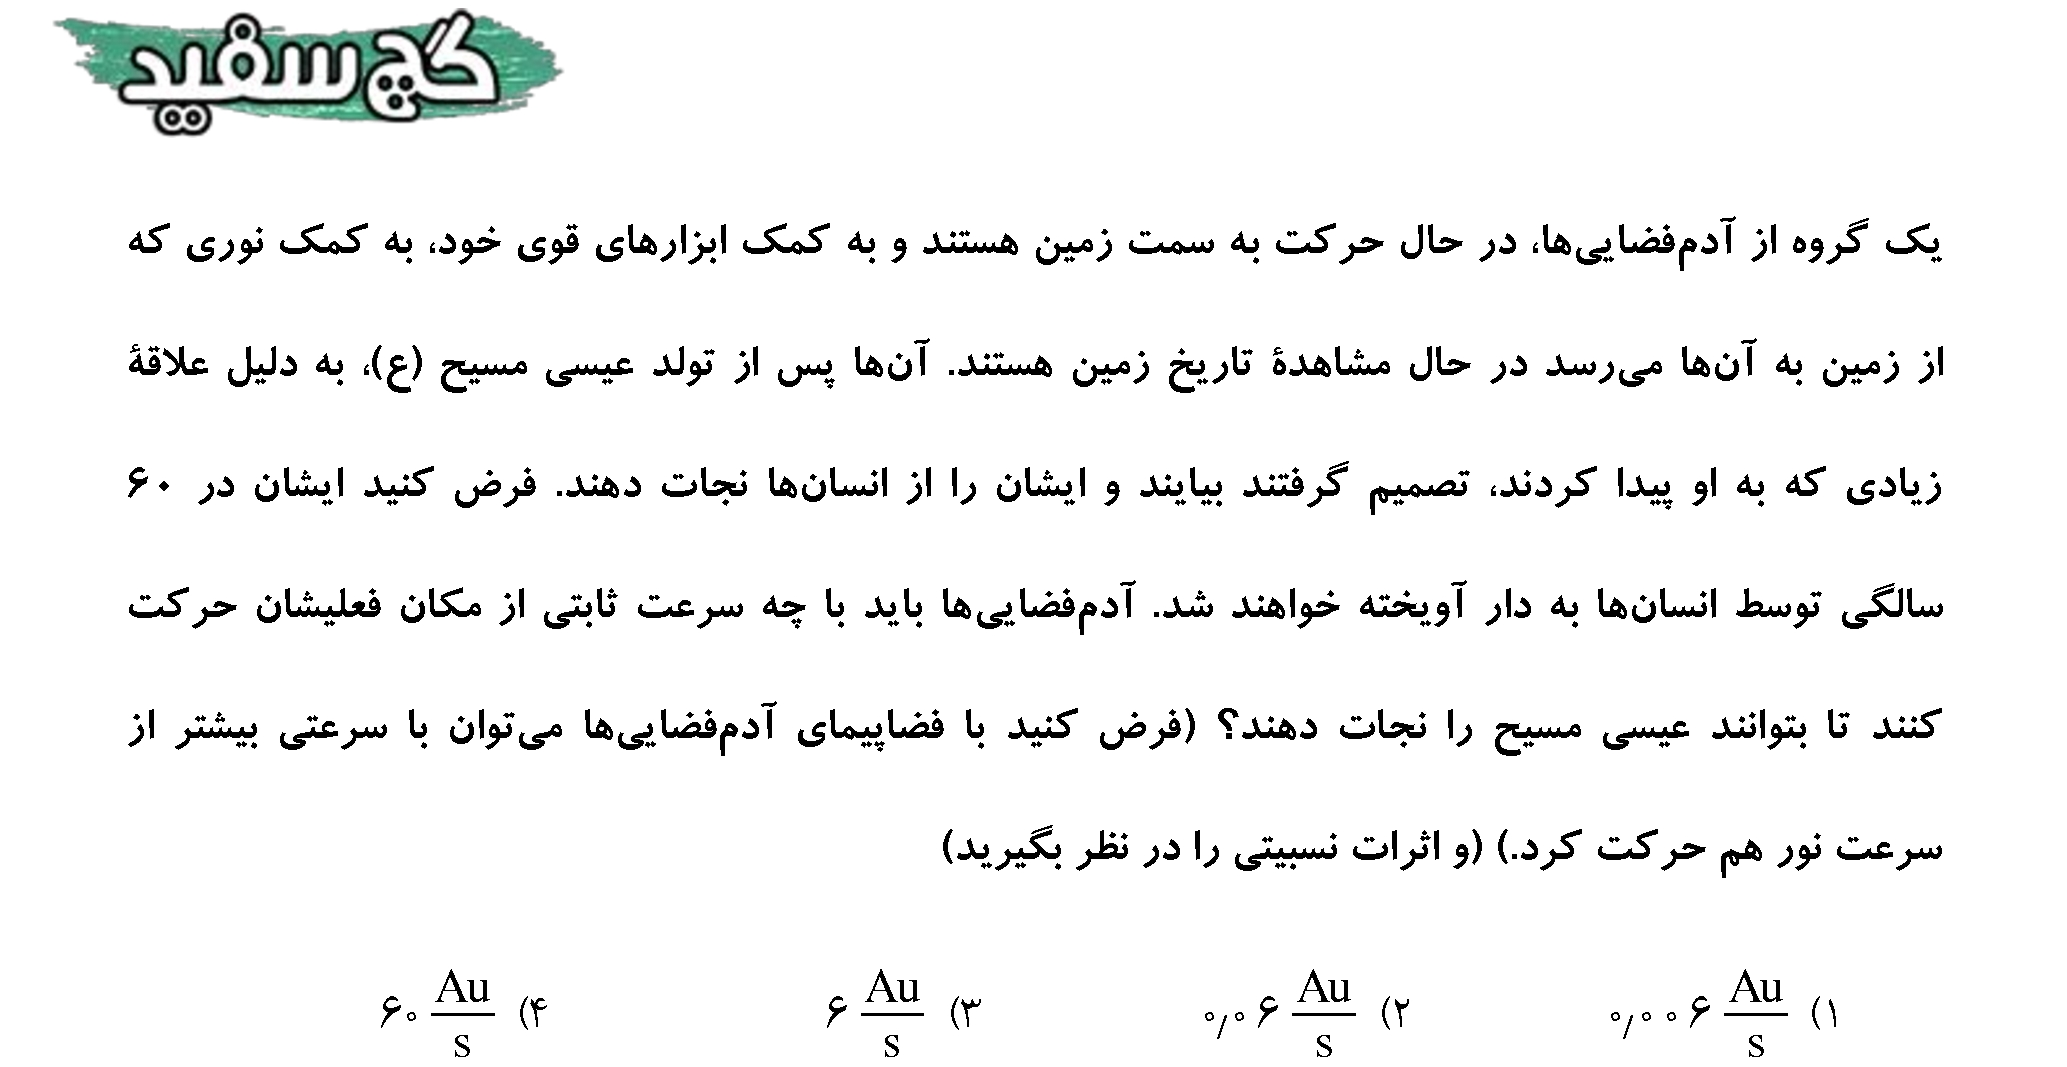 گچ سفید
یک گروه از آدم‌فضایی‌ها، در حال حرکت به سمت زمین هستند و به کمک ابزارهای قوی خود، به کمک نوری که
از زمین به آن‌ها می‌رسد در حال مشاهدهٔ تاریخ زمین هستند. آن‌ها پس از تولد عیسی مسیح (ع)، به دلیل علاقهٔ
زیادی که به او پیدا کردند، تصمیم گرفتند بیایند و ایشان را از انسان‌ها نجات دهند. فرض کنید ایشان در ۶۰
سالگی توسط انسان‌ها به دار آویخته خواهند شد. آدم‌فضایی‌ها باید با چه سرعت ثابتی از مکان فعلیشان حرکت
کنند تا بتوانند عیسی مسیح را نجات دهند؟ (فرض کنید با فضاپیمای آدم‌فضایی‌ها می‌توان با سرعتی بیشتر از
سرعت نور هم حرکت کرد.) (و اثرات نسبیتی را در نظر بگیرید)
۱) ۰٫۰۰۶ Au/s ۲) ۰٫۰۶ Au/s ۳) ۶ Au/s ۴) ۶۰ Au/s